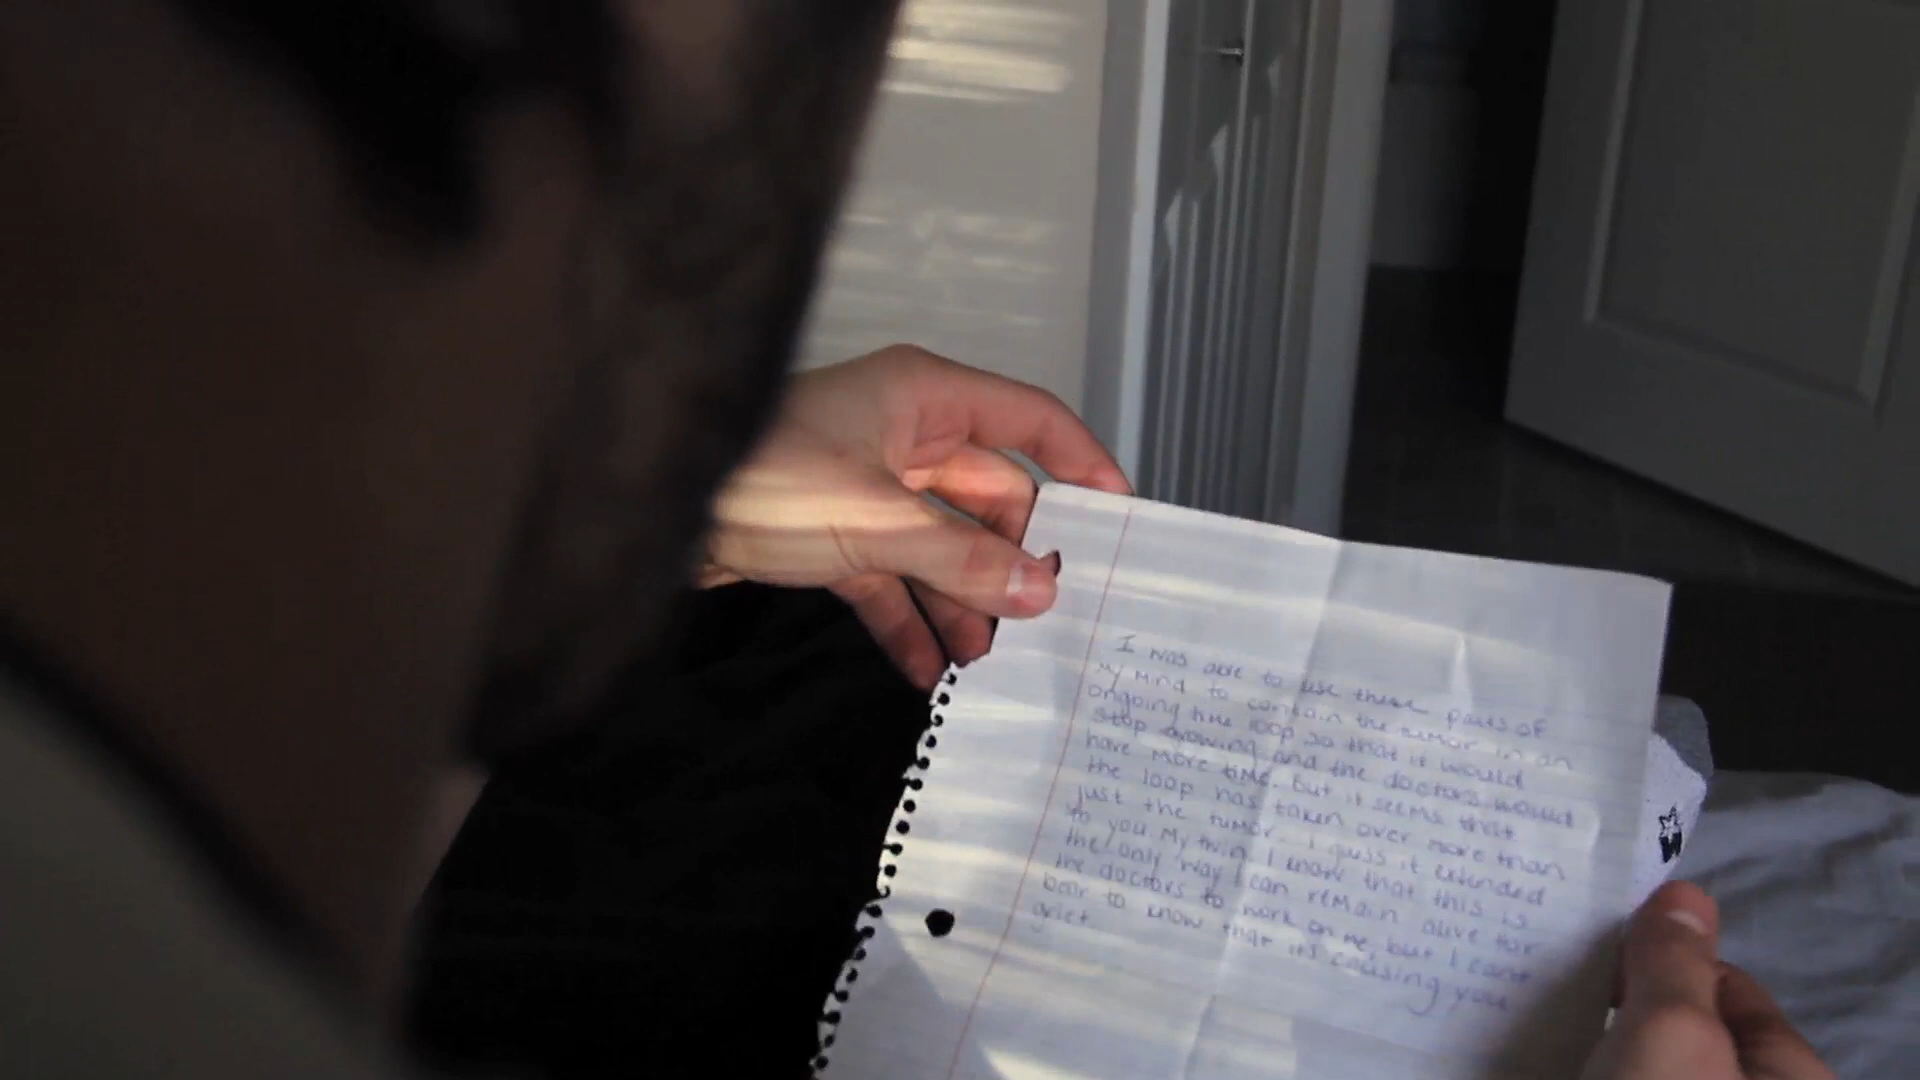 I was able to use these parts of
my mind to contain the tumor in an
ongoing time loop so that it would
stop growing and the doctors would
have more time. but it seems that
the loop has taken over more than
just the tumor. I guess it extended
to you. My twin, I know that this is
the only way I can remain alive for
the doctors to work on me, but I can't
bear to know that it's causing you
grief.